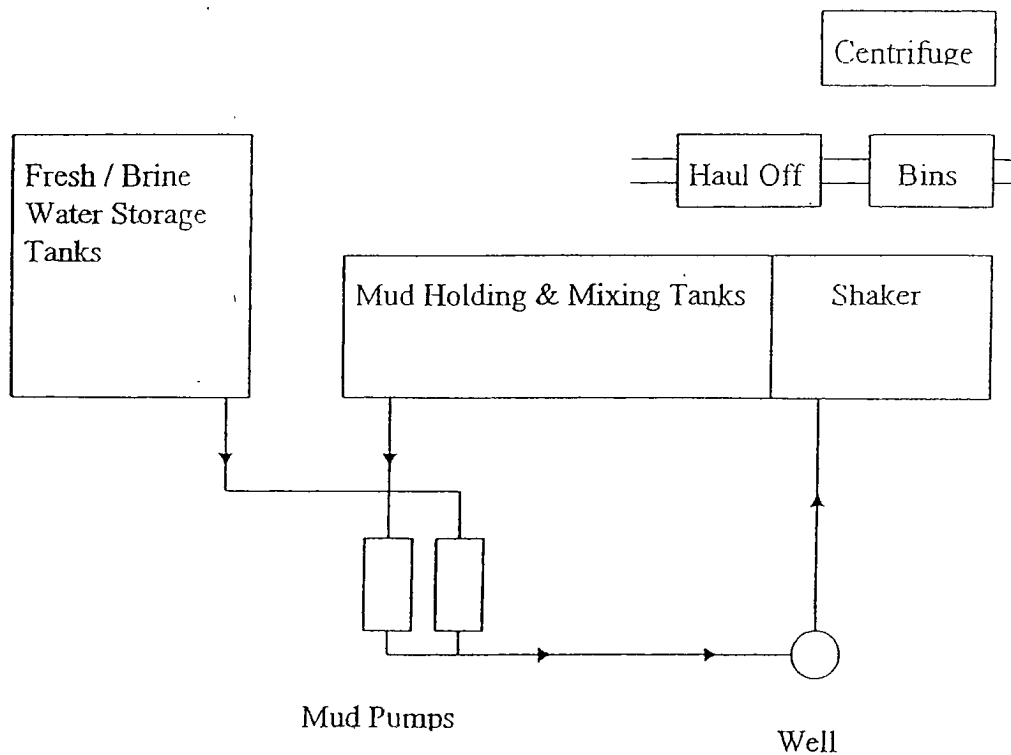 Centrifuge
Fresh / Brine
Water Storage
Tanks
Haul Off
Bins
Mud Holding & Mixing Tanks
Shaker
Mud Pumps
Well